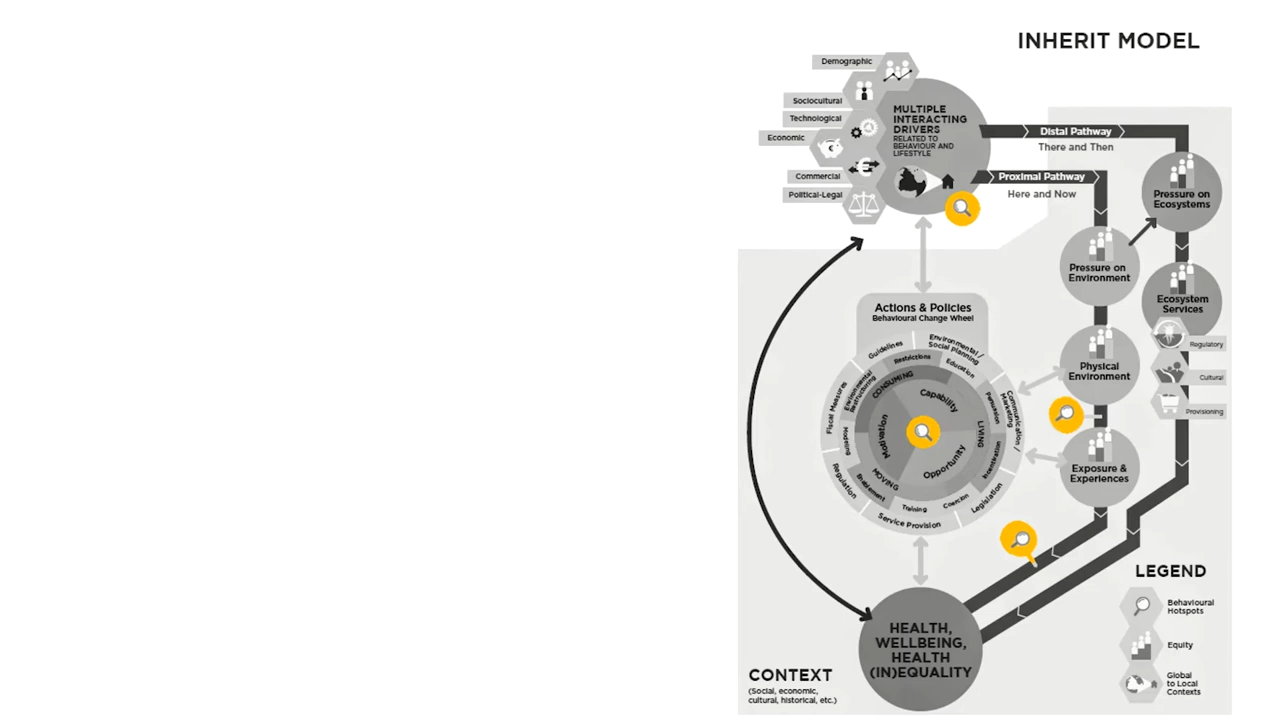 INHERIT MODEL
Demographic
Sociocultural
Technological
Economic
Commercial
Political-Legal
MULTIPLE
INTERACTING
DRIVERS
RELATED TO
BEHAVIOUR AND
LIFESTYLE
Distal Pathway
There and Then
Proximal Pathway
Here and Now
Pressure on
Ecosystems
Pressure on
Environment
Ecosystem
Services
Regulatory
Cultural
Provisioning
Physical
Environment
Exposure &
Experiences
Actions & Policies
Behavioural Change Wheel
Guidelines
Environmental /
Social planning
Communication /
Marketing
Legislation
Service Provision
Regulation
Fiscal Measures
Restrictions
Education
Persuasion
Incentivation
Coercion
Training
Enablement
Modeling
Environmental
Restructuring
CONSUMING
LIVING
MOVING
Capability
Opportunity
Motivation
HEALTH,
WELLBEING,
HEALTH
(IN)EQUALITY
CONTEXT
(Social, economic,
cultural, historical, etc.)
LEGEND
Behavioural
Hotspots
Equity
Global
to Local
Contexts